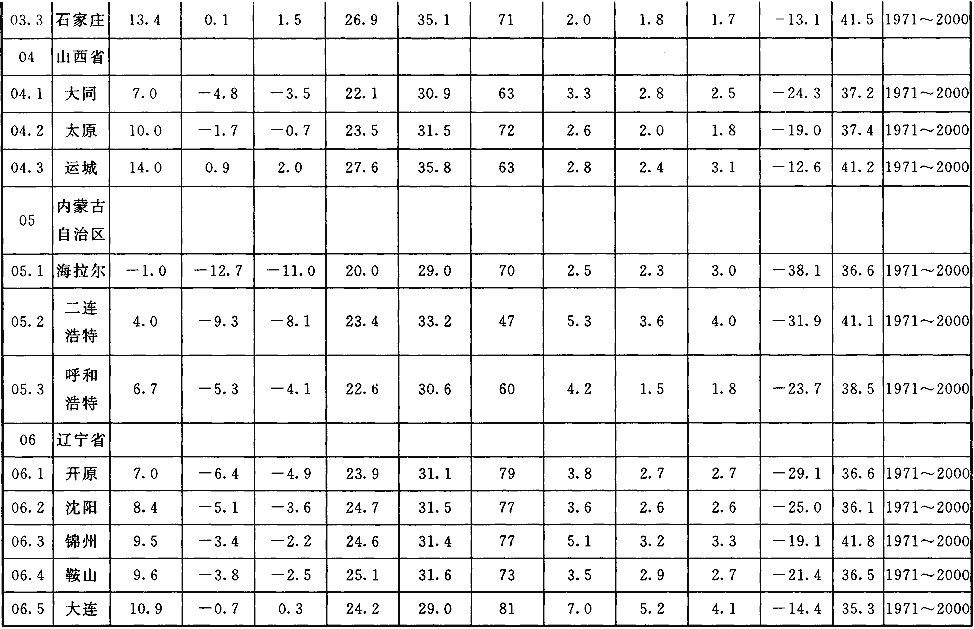 03.3 石家庄 13.4 0.1 1.5 26.9 35.1 71 2.0 1.8 1.7 -13.1 41.5 1971～2000
04 山西省
04.1 大同 7.0 -4.8 -3.5 22.1 30.9 63 3.3 2.8 2.5 -24.3 37.2 1971～2000
04.2 太原 10.0 -1.7 -0.7 23.5 31.5 72 2.6 2.0 1.8 -19.0 37.4 1971～2000
04.3 运城 14.0 0.9 2.0 27.6 35.8 63 2.8 2.4 3.1 -12.6 41.2 1971～2000
05 内蒙古
自治区
05.1 海拉尔 -1.0 -12.7 -11.0 20.0 29.0 70 2.5 2.3 3.0 -38.1 36.6 1971～2000
05.2 二连
浩特 4.0 -9.3 -8.1 23.4 33.2 47 5.3 3.6 4.0 -31.9 41.1 1971～2000
05.3 呼和
浩特 6.7 -5.3 -4.1 22.6 30.6 60 4.2 1.5 1.8 -23.7 38.5 1971～2000
06 辽宁省
06.1 开原 7.0 -6.4 -4.9 23.9 31.1 79 3.8 2.7 2.7 -29.1 36.6 1971～2000
06.2 沈阳 8.4 -5.1 -3.6 24.7 31.5 77 3.6 2.6 2.6 -25.0 36.1 1971～2000
06.3 锦州 9.5 -3.4 -2.2 24.6 31.4 77 5.1 3.2 3.3 -19.1 41.8 1971～2000
06.4 鞍山 9.6 -3.8 -2.5 25.1 31.6 73 3.5 2.9 2.7 -21.4 36.5 1971～2000
06.5 大连 10.9 -0.7 0.3 24.2 29.0 81 7.0 5.2 4.1 -14.4 35.3 1971～2000